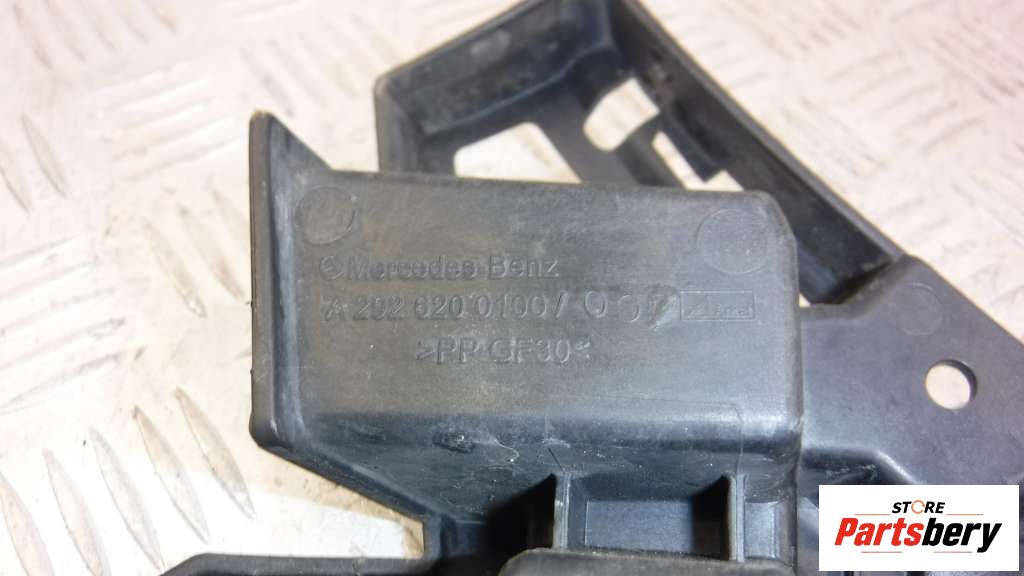 Mercedes-Benz
A 292 620 0100 /
>PP-GF30<
STORE
Partsbery